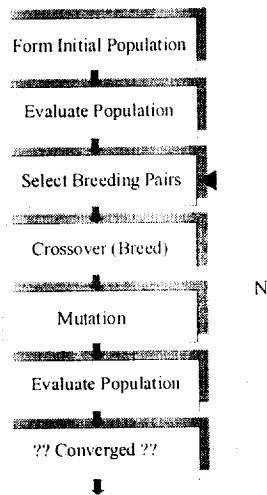 Form Initial Population
Evaluate Population
Select Breeding Pairs
Crossover (Breed)
N
Mutation
Evaluate Population
?? Converged ??